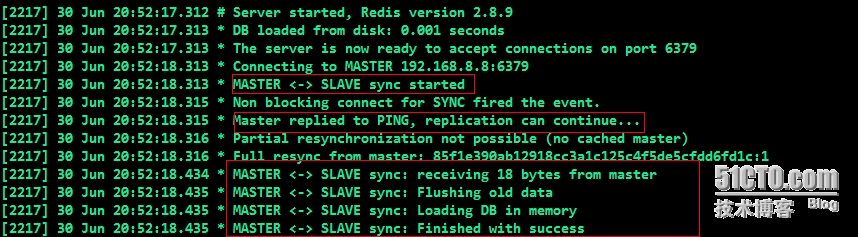 [2217] 30 Jun 20:52:17.312 # Server started, Redis version 2.8.9
[2217] 30 Jun 20:52:17.313 * DB loaded from disk: 0.001 seconds
[2217] 30 Jun 20:52:17.313 * The server is now ready to accept connections on port 6379
[2217] 30 Jun 20:52:18.313 * Connecting to MASTER 192.168.8.8:6379
[2217] 30 Jun 20:52:18.313 * MASTER <-> SLAVE sync started
[2217] 30 Jun 20:52:18.315 * Non blocking connect for SYNC fired the event.
[2217] 30 Jun 20:52:18.315 * Master replied to PING, replication can continue...
[2217] 30 Jun 20:52:18.316 * Partial resynchronization not possible (no cached master)
[2217] 30 Jun 20:52:18.316 * Full resync from master: 85f1e390ab12918cc3a1c125c4f5de5cfdd6fd1c:1
[2217] 30 Jun 20:52:18.434 * MASTER <-> SLAVE sync: receiving 18 bytes from master
[2217] 30 Jun 20:52:18.435 * MASTER <-> SLAVE sync: Flushing old data
[2217] 30 Jun 20:52:18.435 * MASTER <-> SLAVE sync: Loading DB in memory
[2217] 30 Jun 20:52:18.435 * MASTER <-> SLAVE sync: Finished with success
51CTO.com
技术博客 Blog